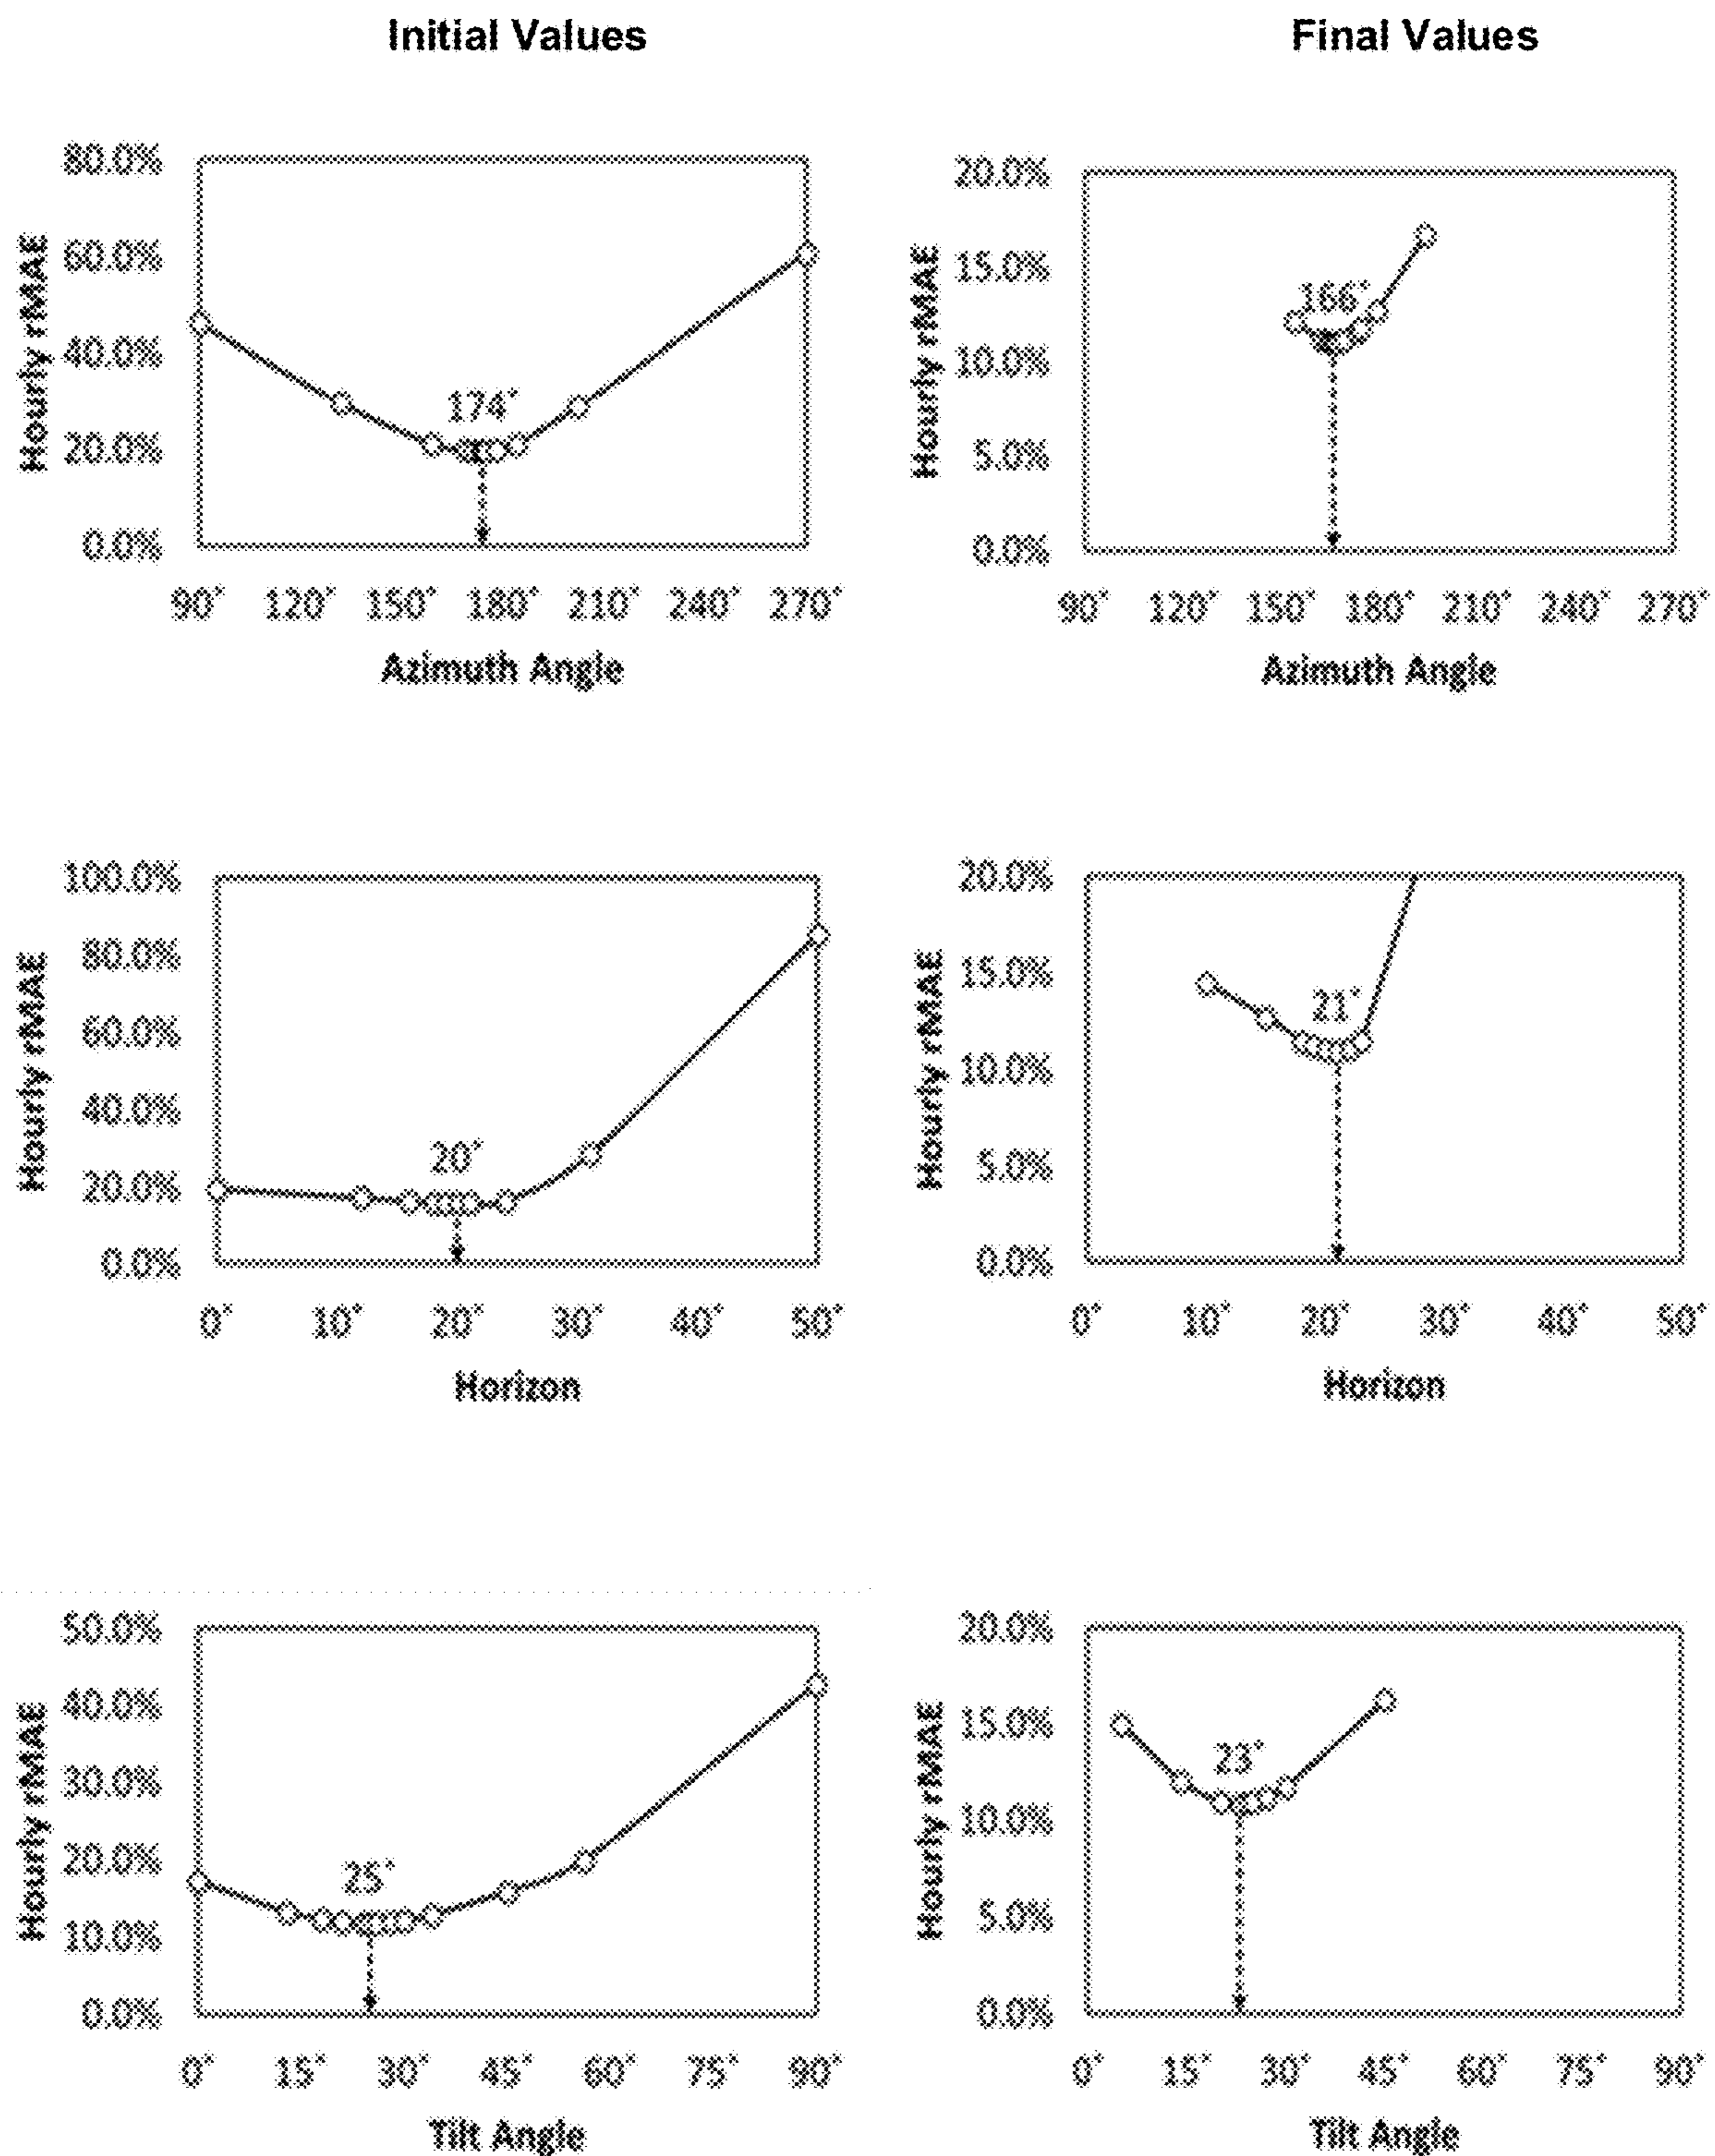 Initial Values
Final Values
80.0%
60.0%
40.0%
20.0%
0.0%
Hourly rMAE
174°
90° 120° 150° 180° 210° 240° 270°
Azimuth Angle
20.0%
15.0%
10.0%
5.0%
0.0%
Hourly rMAE
166°
90° 120° 150° 180° 210° 240° 270°
Azimuth Angle
100.0%
80.0%
60.0%
40.0%
20.0%
0.0%
Hourly rMAE
20°
0° 10° 20° 30° 40° 50°
Horizon
20.0%
15.0%
10.0%
5.0%
0.0%
Hourly rMAE
21°
0° 10° 20° 30° 40° 50°
Horizon
50.0%
40.0%
30.0%
20.0%
10.0%
0.0%
Hourly rMAE
25°
0° 15° 30° 45° 60° 75° 90°
Tilt Angle
20.0%
15.0%
10.0%
5.0%
0.0%
Hourly rMAE
23°
0° 15° 30° 45° 60° 75° 90°
Tilt Angle